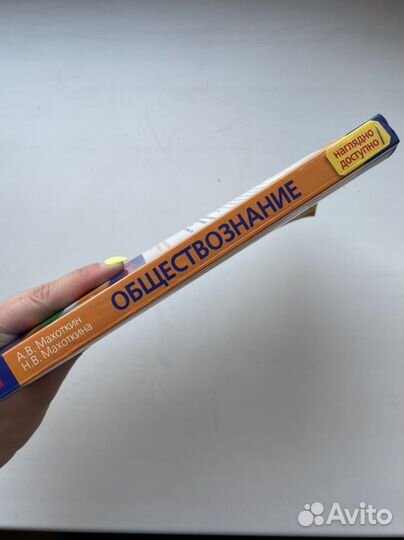 А.В. Махоткин
Н.В. Махоткина
ОБЩЕСТВОЗНАНИЕ
наглядно
доступно
Avito